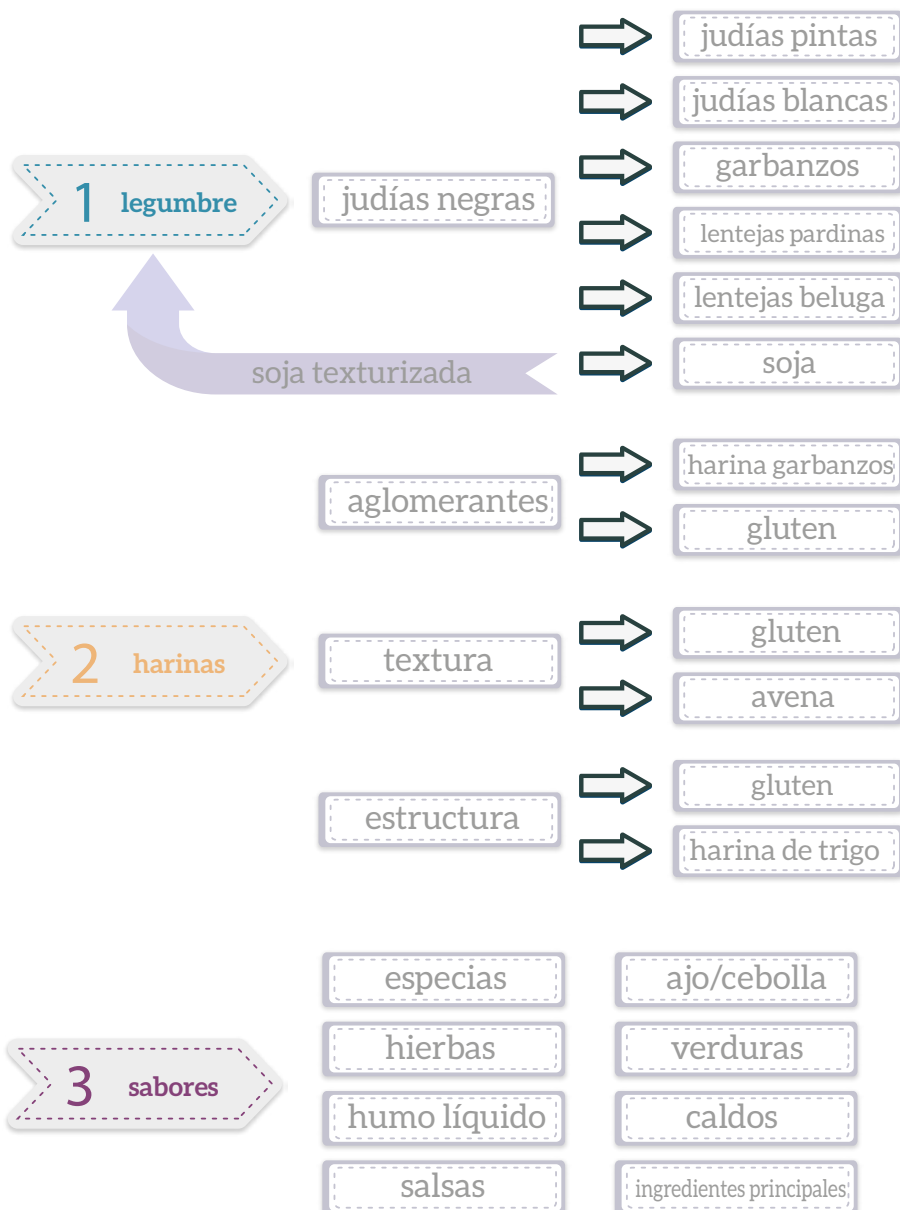 1 legumbre
judías negras
judías pintas
judías blancas
garbanzos
lentejas pardinas
lentejas beluga
soja
soja texturizada
2 harinas
aglomerantes
harina garbanzos
gluten
textura
gluten
avena
estructura
gluten
harina de trigo
3 sabores
especias
ajo/cebolla
hierbas
verduras
humo líquido
caldos
salsas
ingredientes principales